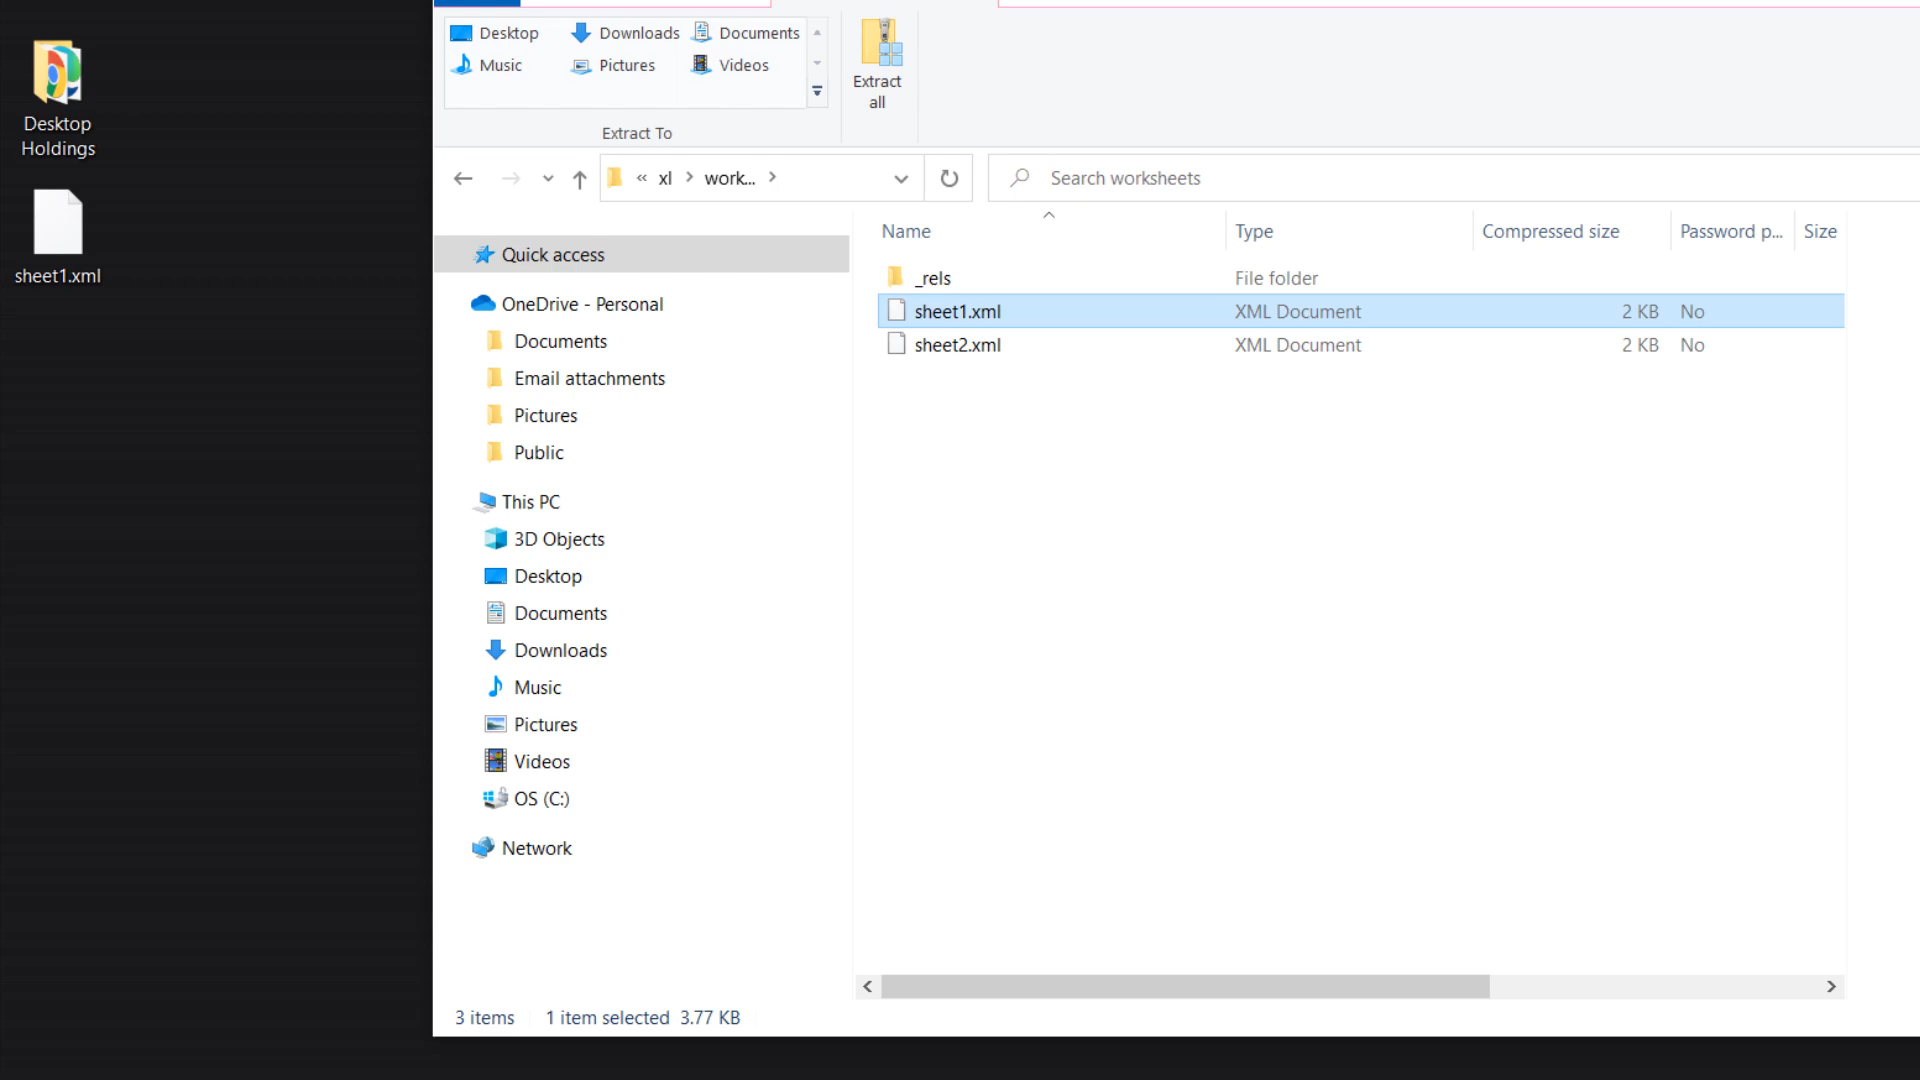 Desktop
Holdings
sheet1.xml
Desktop Downloads Documents
Music Pictures Videos
Extract To
Extract
all
« xl > work... >
Search worksheets
Name Type Compressed size Password p... Size
_rels File folder
sheet1.xml XML Document 2 KB No
sheet2.xml XML Document 2 KB No
Quick access
OneDrive - Personal
Documents
Email attachments
Pictures
Public
This PC
3D Objects
Desktop
Documents
Downloads
Music
Pictures
Videos
OS (C:)
Network
3 items 1 item selected 3.77 KB